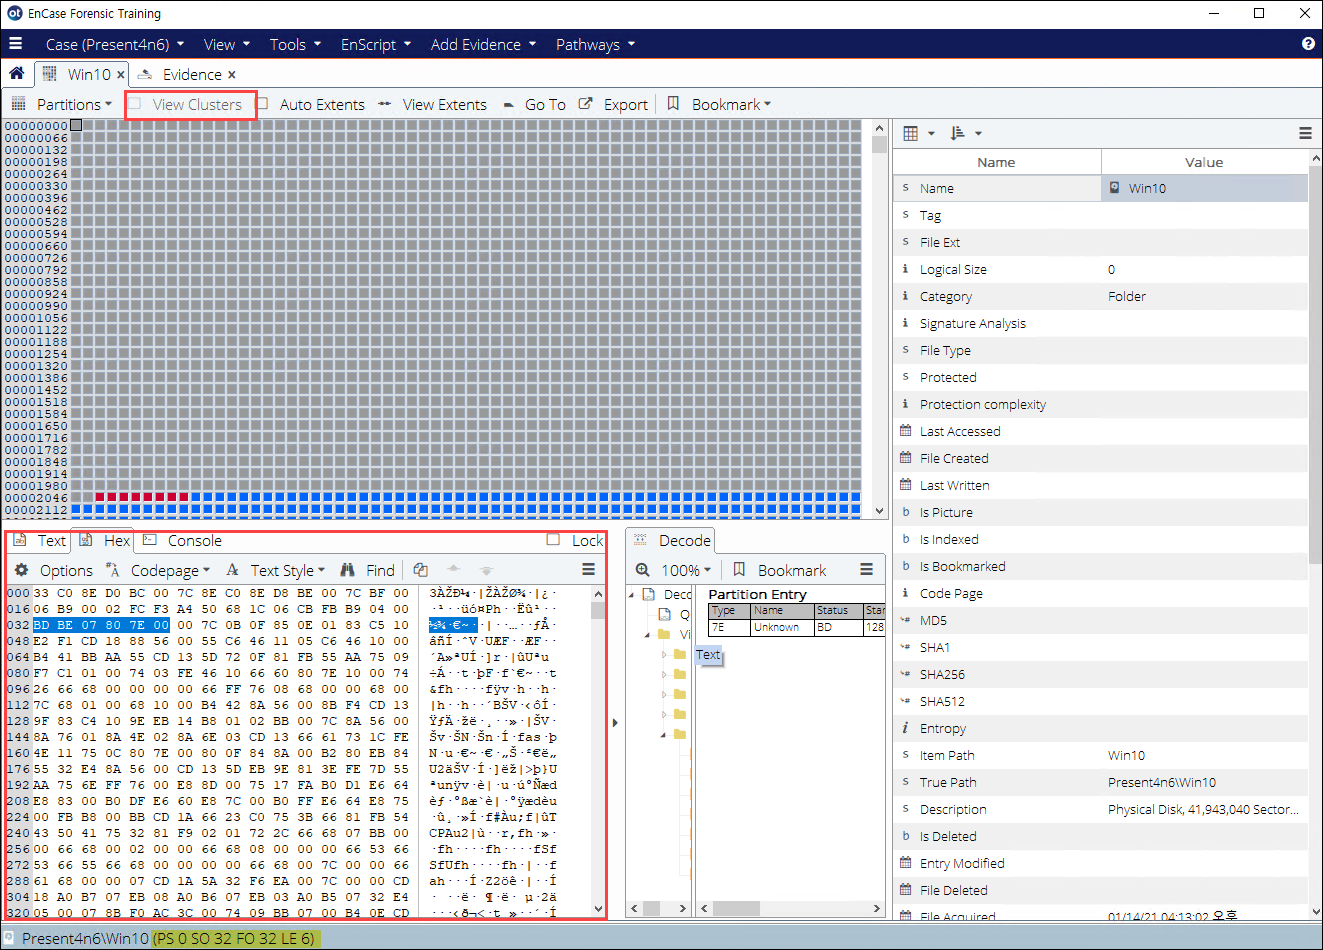 EnCase Forensic Training
Case (Present4n6) View Tools EnScript Add Evidence Pathways
Win10 Evidence
Partitions View Clusters Auto Extents View Extents Go To Export Bookmark
00000000
00000066
00000132
00000198
00000264
00000330
00000396
00000462
00000528
00000594
00000660
00000726
00000792
00000858
00000924
00000990
00001056
00001122
00001188
00001254
00001320
00001386
00001452
00001518
00001584
00001650
00001716
00001782
00001848
00001914
00001980
00002046
00002112
Name Value
Name Win10
Tag
File Ext
Logical Size 0
Category Folder
Signature Analysis
File Type
Protected
Protection complexity
Last Accessed
File Created
Last Written
Is Picture
Is Indexed
Is Bookmarked
Code Page
MD5
SHA1
SHA256
SHA512
Entropy
Item Path Win10
True Path Present4n6\Win10
Description Physical Disk, 41,943,040 Sector...
Is Deleted
Entry Modified
File Deleted
File Acquired 01/14/21 04:13:02 오후
Text Hex Console Lock
Options Codepage Text Style Find
000 33 C0 8E D0 BC 00 7C 8E C0 8E D8 BE 00 7C BF 00
016 06 B9 00 02 FC F3 A4 50 68 1C 06 CB FB B9 04 00
032 BD BE 07 80 7E 00 00 7C 0B 0F 85 0E 01 83 C5 10
048 E2 F1 CD 18 88 56 00 55 C6 46 11 05 C6 46 10 00
064 B4 41 BB AA 55 CD 13 5D 72 0F 81 FB 55 AA 75 09
080 F7 C1 01 00 74 03 FE 46 10 66 60 80 7E 10 00 74
096 26 66 68 00 00 00 00 66 FF 76 08 68 00 00 68 00
112 7C 68 01 00 68 10 00 B4 42 8A 56 00 8B F4 CD 13
128 9F 83 C4 10 9E EB 14 B8 01 02 BB 00 7C 8A 56 00
144 8A 76 01 8A 4E 02 8A 6E 03 CD 13 66 61 73 1C FE
160 4E 11 75 0C 80 7E 00 80 0F 84 8A 00 B2 80 EB 84
176 55 32 E4 8A 56 00 CD 13 5D EB 9E 81 3E FE 7D 55
192 AA 75 6E FF 76 00 E8 8D 00 75 17 FA B0 D1 E6 64
208 E8 83 00 B0 DF E6 60 E8 7C 00 B0 FF E6 64 E8 75
224 00 FB B8 00 BB CD 1A 66 23 C0 75 3B 66 81 FB 54
240 43 50 41 75 32 81 F9 02 01 72 2C 66 68 07 BB 00
256 00 66 68 00 02 00 00 66 68 08 00 00 00 66 53 66
272 53 66 55 66 68 00 00 00 00 66 68 00 7C 00 00 66
288 61 68 00 00 07 CD 1A 5A 32 F6 EA 00 7C 00 00 CD
304 18 A0 B7 07 EB 08 A0 B6 07 EB 03 A0 B5 07 32 E4
320 05 00 07 8B F0 AC 3C 00 74 09 BB 07 00 B4 0E CD
Decode
100% Bookmark
Partition Entry
Type Name Status Star
7E Unknown BD 128
Text
Present4n6\Win10 (PS 0 SO 32 FO 32 LE 6)